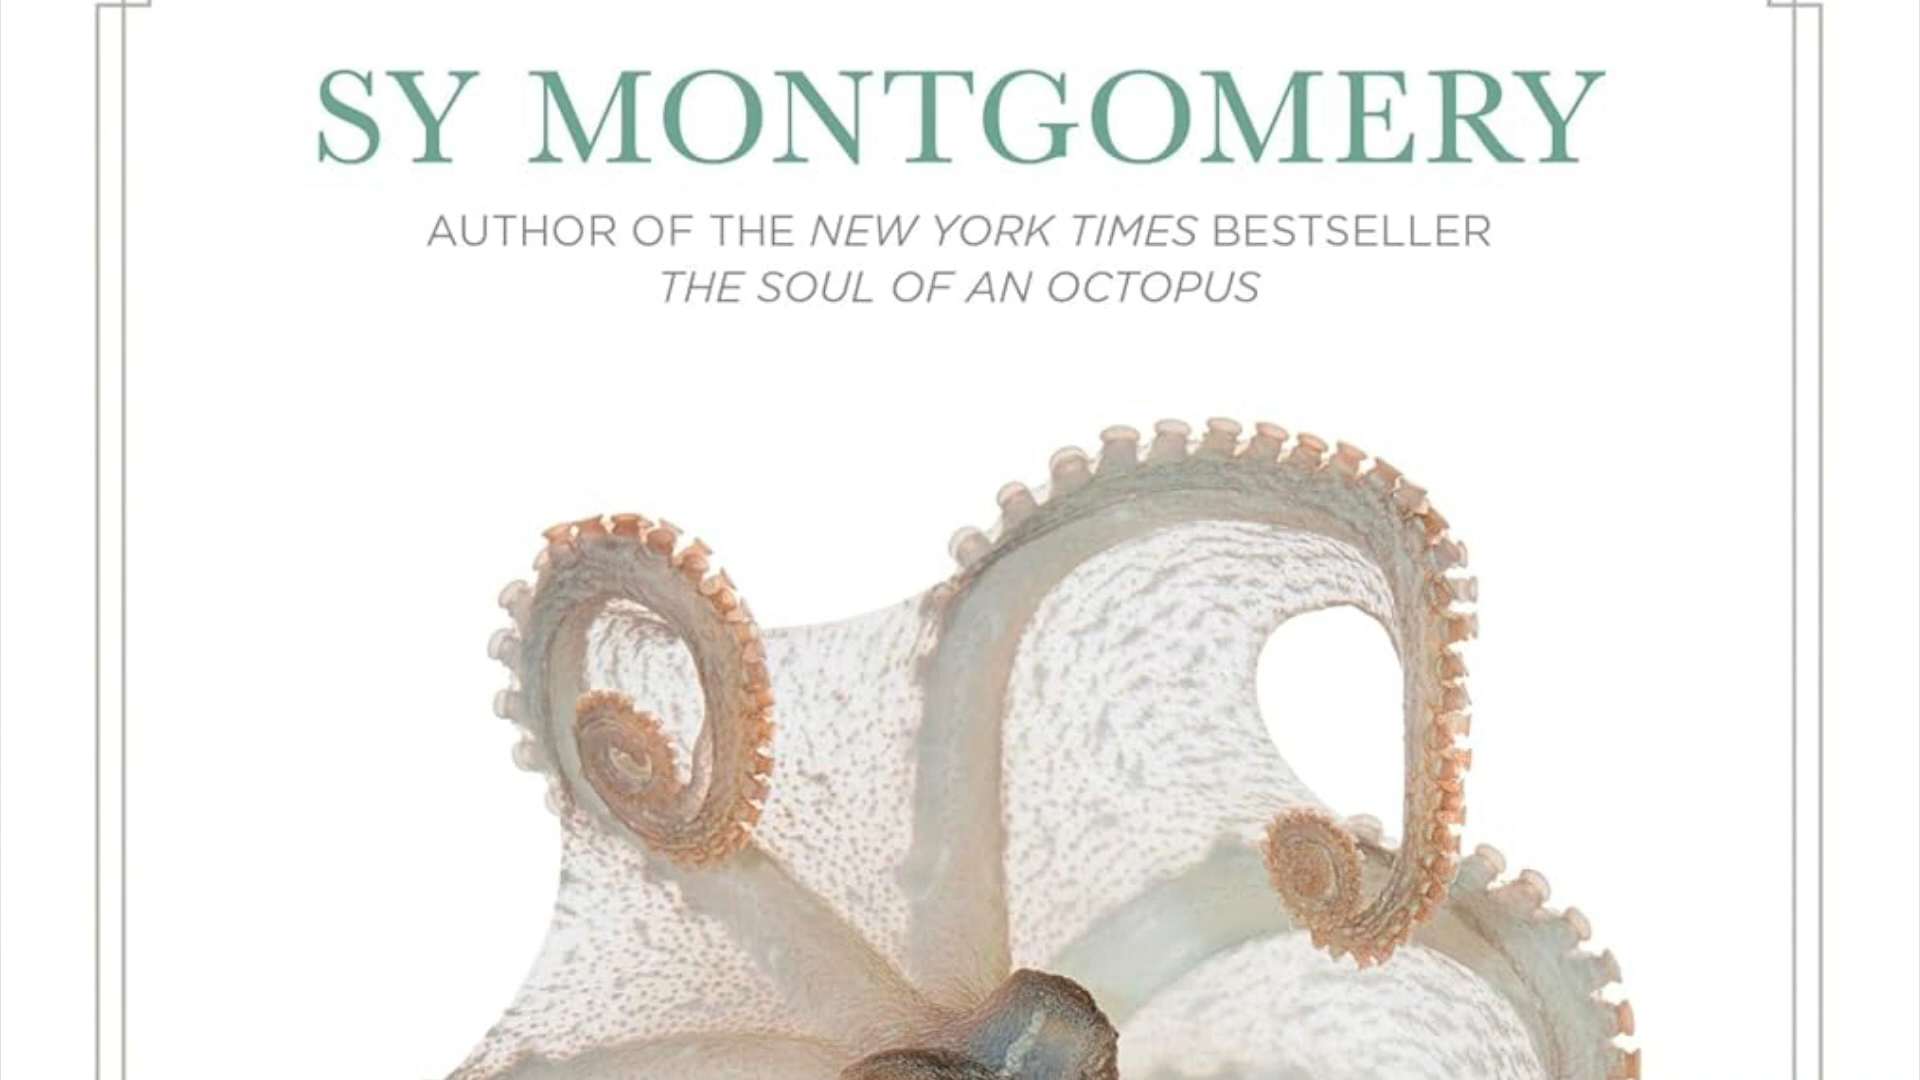 SY MONTGOMERY
AUTHOR OF THE NEW YORK TIMES BESTSELLER
THE SOUL OF AN OCTOPUS